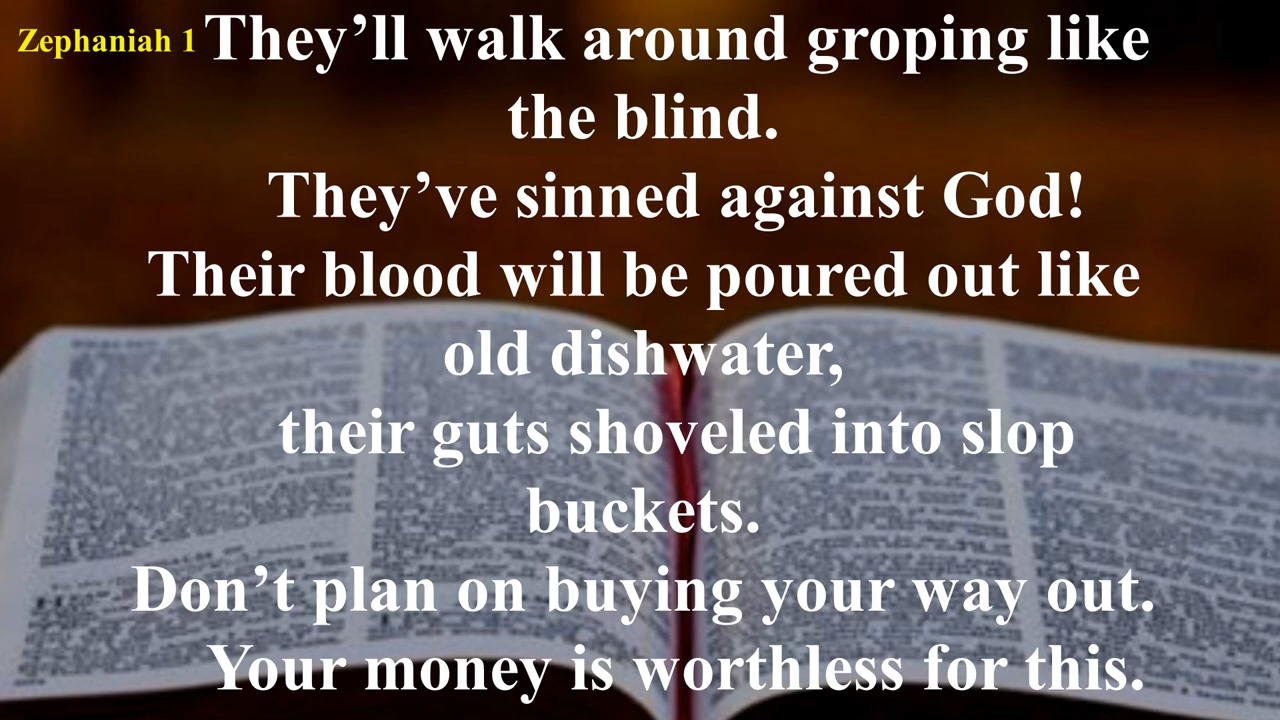 Zephaniah 1
They’ll walk around groping like
the blind.
They’ve sinned against God!
Their blood will be poured out like
old dishwater,
their guts shoveled into slop
buckets.
Don’t plan on buying your way out.
Your money is worthless for this.